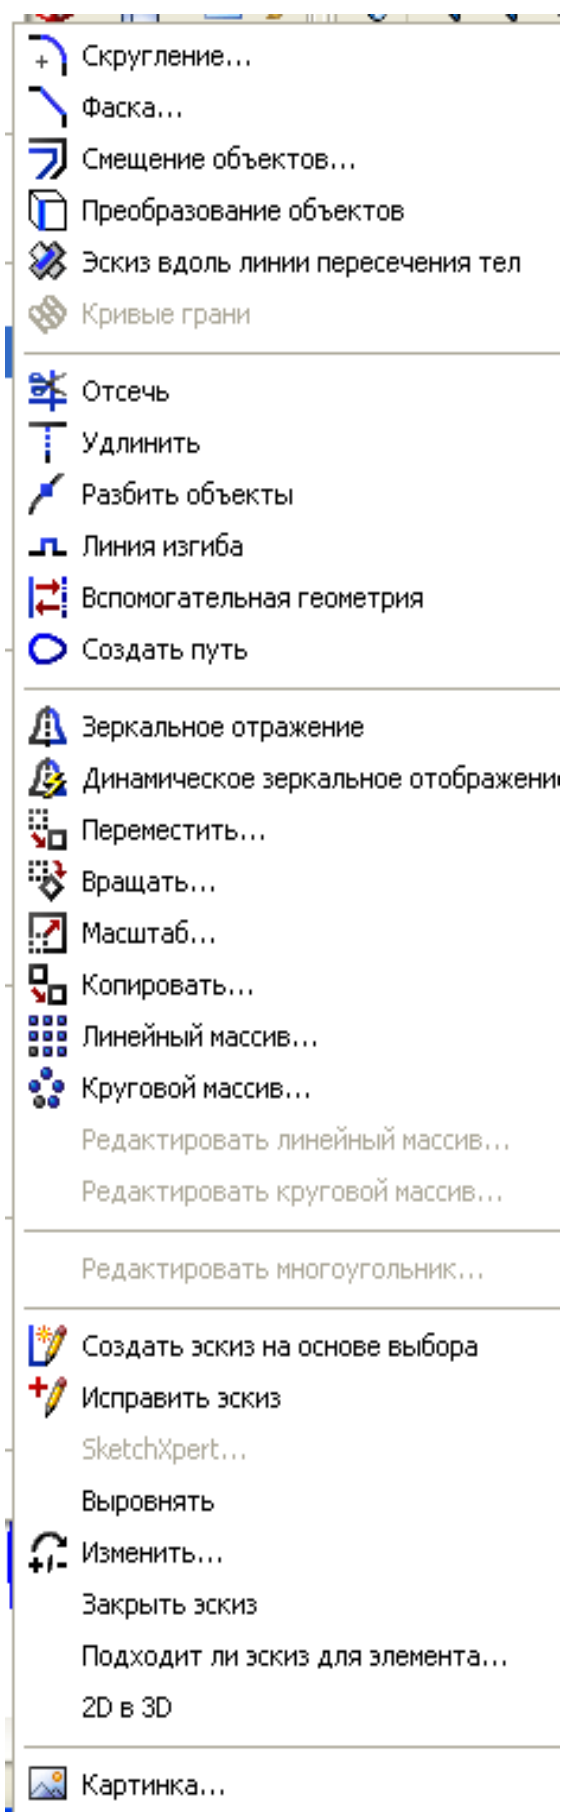 Скругление...
Фаска...
Смещение объектов...
Преобразование объектов
Эскиз вдоль линии пересечения тел
Кривые грани
Отсечь
Удлинить
Разбить объекты
Линия изгиба
Вспомогательная геометрия
Создать путь
Зеркальное отражение
Динамическое зеркальное отображени
Переместить...
Вращать...
Масштаб...
Копировать...
Линейный массив...
Круговой массив...
Редактировать линейный массив...
Редактировать круговой массив...
Редактировать многоугольник...
Создать эскиз на основе выбора
Исправить эскиз
SketchXpert...
Выровнять
Изменить...
Закрыть эскиз
Подходит ли эскиз для элемента...
2D в 3D
Картинка...